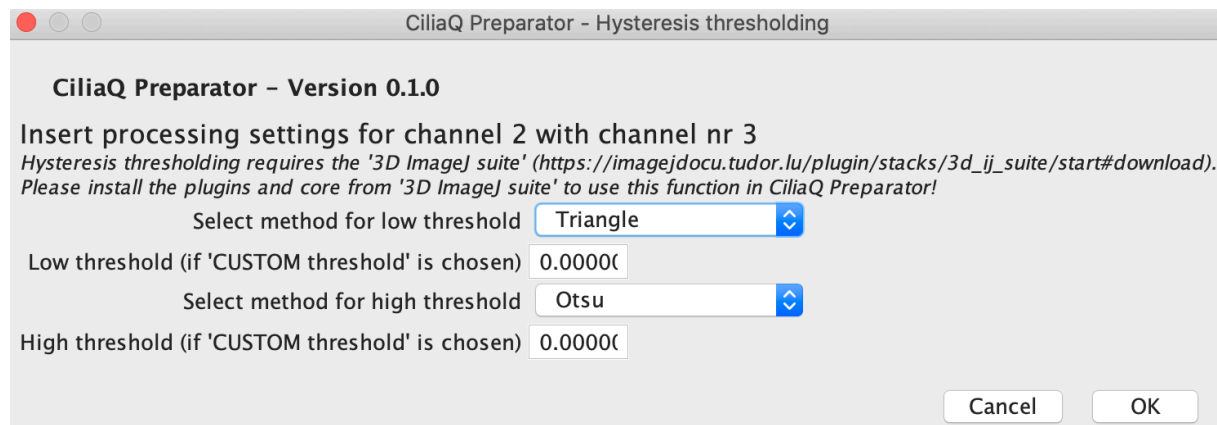 CiliaQ Preparator - Hysteresis thresholding
CiliaQ Preparator – Version 0.1.0
Insert processing settings for channel 2 with channel nr 3
Hysteresis thresholding requires the '3D ImageJ suite' (https://imagejdocu.tudor.lu/plugin/stacks/3d_ij_suite/start#download).
Please install the plugins and core from '3D ImageJ suite' to use this function in CiliaQ Preparator!
Select method for low threshold Triangle
Low threshold (if 'CUSTOM threshold' is chosen) 0.0000
Select method for high threshold Otsu
High threshold (if 'CUSTOM threshold' is chosen) 0.0000
Cancel OK